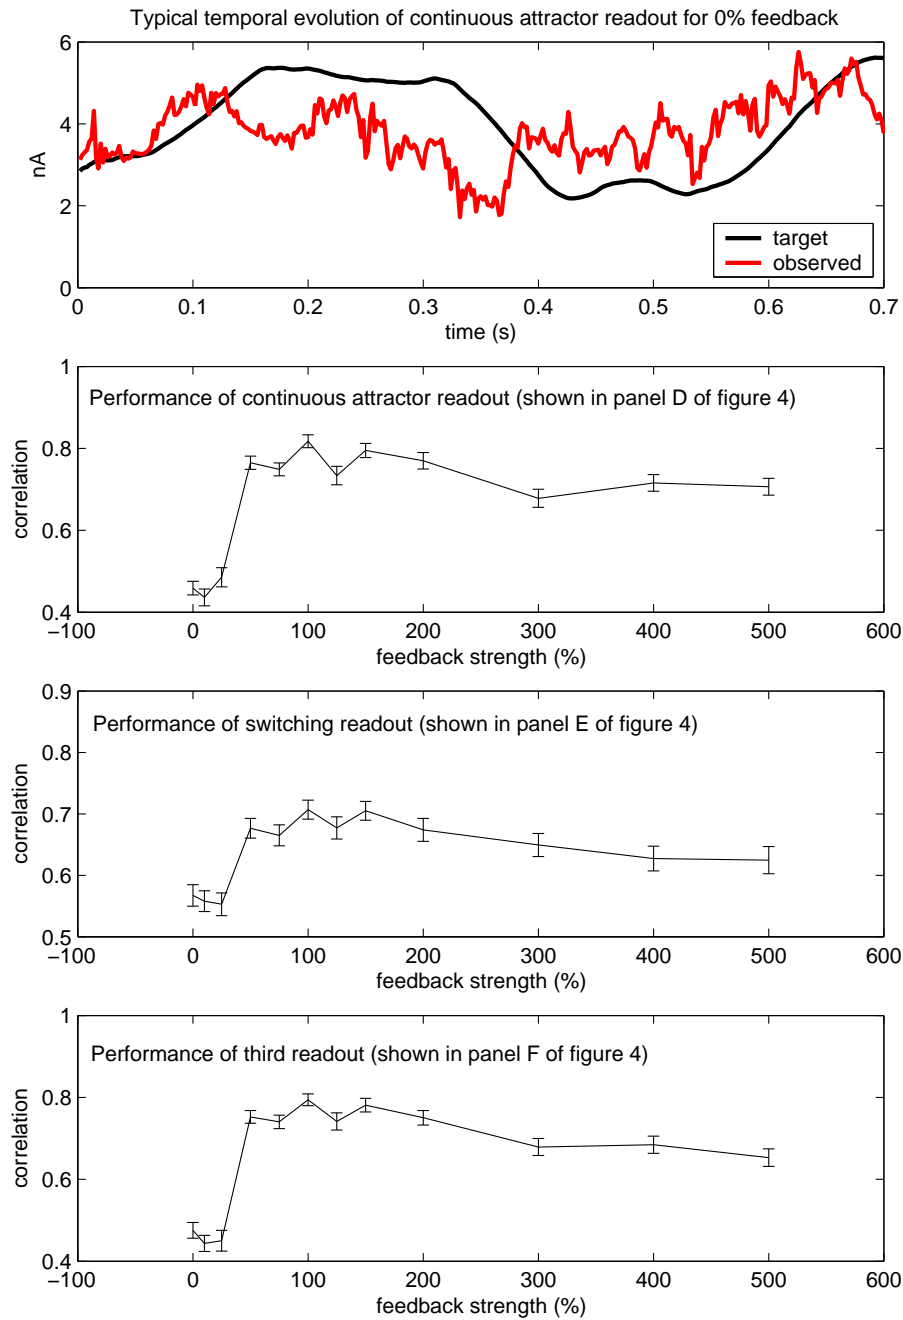 Typical temporal evolution of continuous attractor readout for 0% feedback
6
4
2
0
nA
target
observed
0 0.1 0.2 0.3 0.4 0.5 0.6 0.7
time (s)
1
Performance of continuous attractor readout (shown in panel D of figure 4)
0.8
0.6
0.4
correlation
−100 0 100 200 300 400 500 600
feedback strength (%)
0.9
Performance of switching readout (shown in panel E of figure 4)
0.8
0.7
0.6
0.5
correlation
−100 0 100 200 300 400 500 600
feedback strength (%)
1
Performance of third readout (shown in panel F of figure 4)
0.8
0.6
0.4
correlation
−100 0 100 200 300 400 500 600
feedback strength (%)